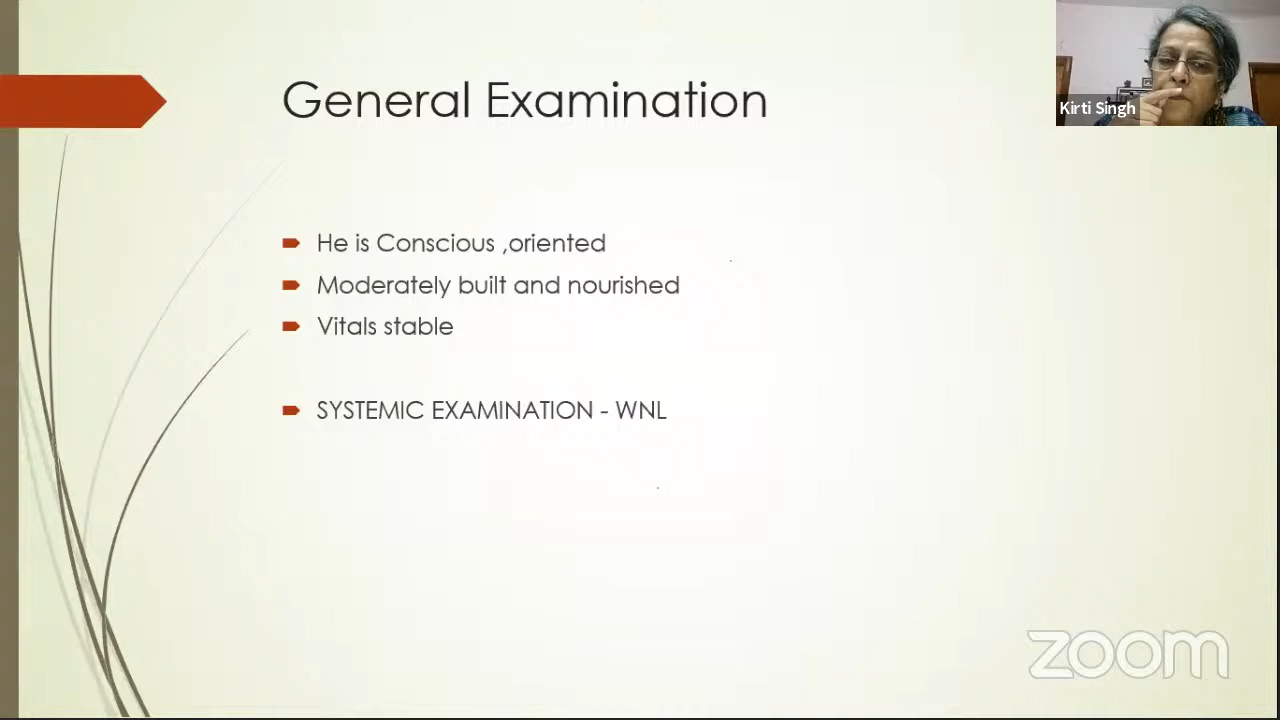 General Examination
Kirti Singh
He is Conscious ,oriented
Moderately built and nourished
Vitals stable
SYSTEMIC EXAMINATION - WNL
zoom